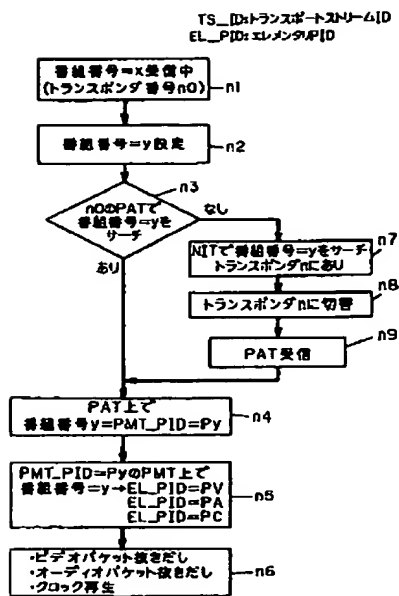 TS_ID:トランスポートストリームID
EL_PID:エレメンタリPID
番組番号=x受信中
(トランスポンダ番号n0)
n1
番組番号=y設定
n2
n3
n0のPATで
番組番号=yを
サーチ
なし
あり
NITで番組番号=yをサーチ
トランスポンダnにあり
n7
トランスポンダnに切替
n8
PAT受信
n9
PAT上で
番組番号y=PMT_PID=Py
n4
PMT_PID=PyのPMT上で
番組番号=y→EL_PID=PV
EL_PID=PA
EL_PID=PC
n5
・ビデオパケット抜きだし
・オーディオパケット抜きだし
・クロック再生
n6